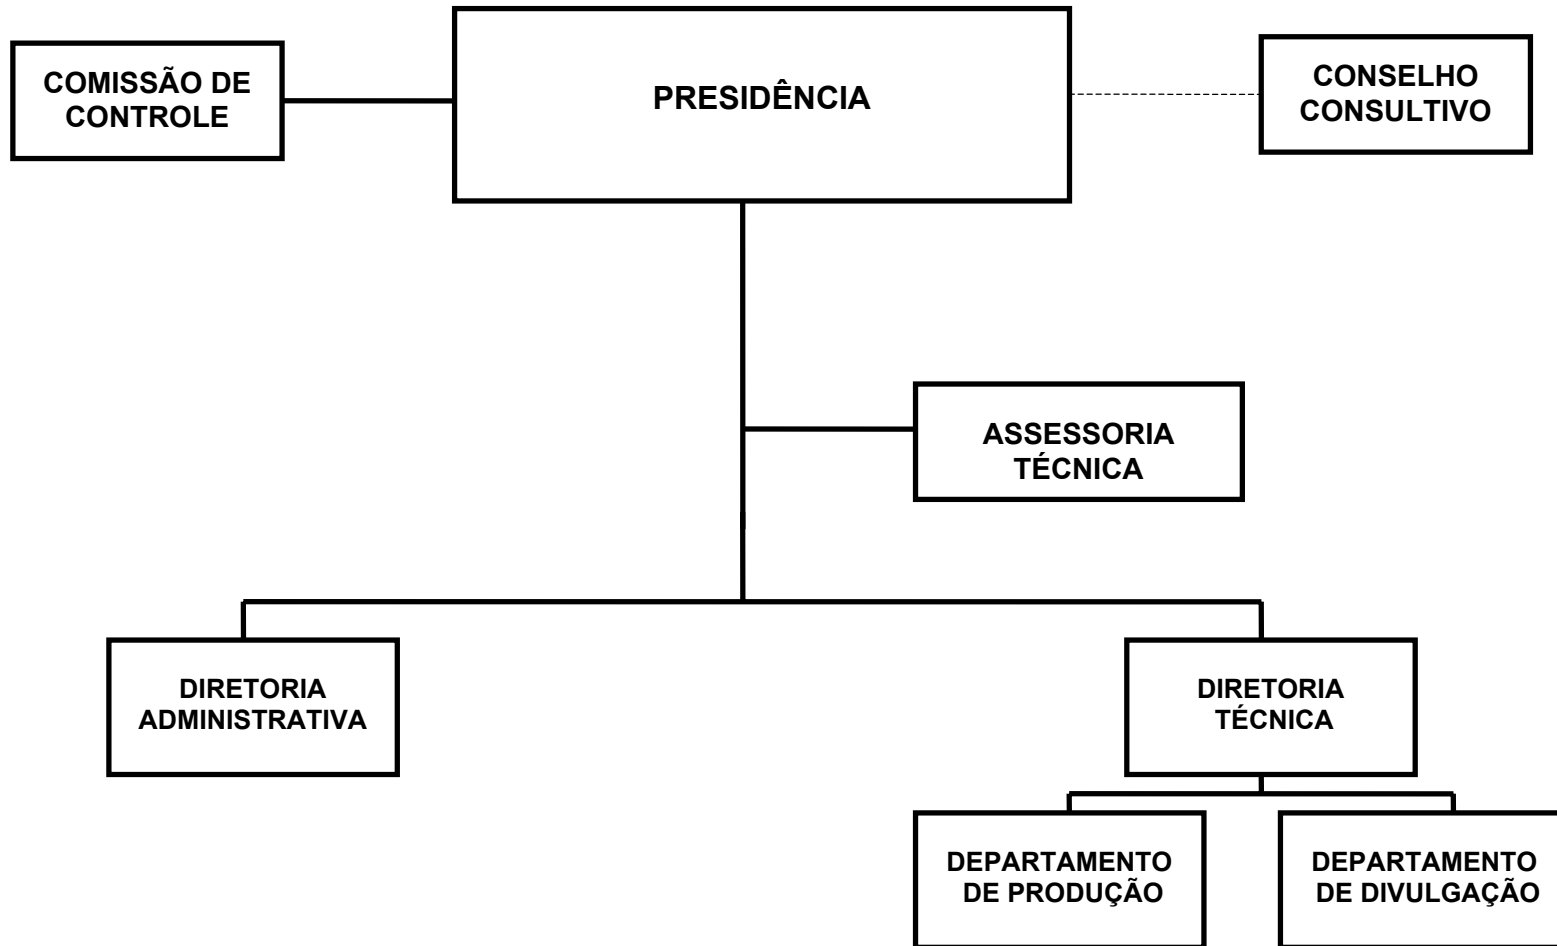 COMISSÃO DE
CONTROLE
PRESIDÊNCIA
CONSELHO
CONSULTIVO
ASSESSORIA
TÉCNICA
DIRETORIA
ADMINISTRATIVA
DIRETORIA
TÉCNICA
DEPARTAMENTO
DE PRODUÇÃO
DEPARTAMENTO
DE DIVULGAÇÃO